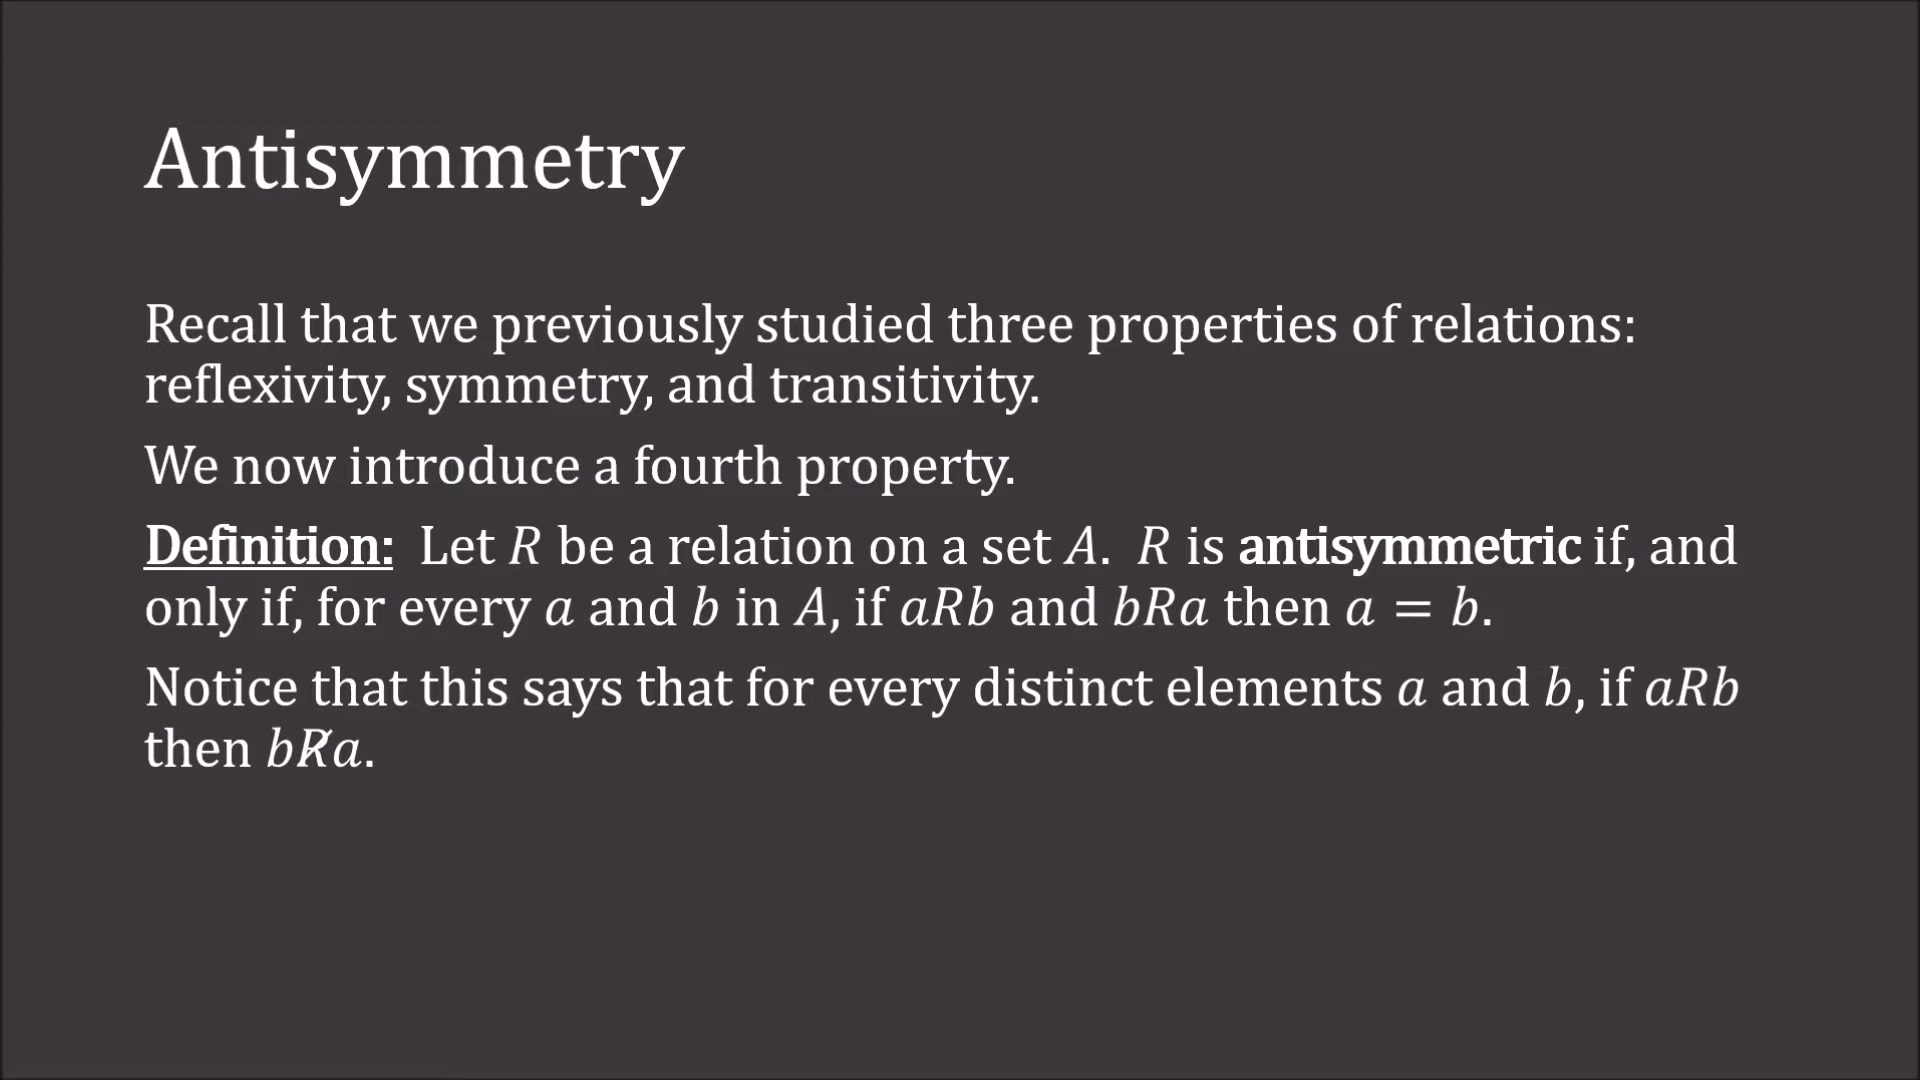 Antisymmetry
Recall that we previously studied three properties of relations:
reflexivity, symmetry, and transitivity.
We now introduce a fourth property.
Definition: Let R be a relation on a set A. R is antisymmetric if, and
only if, for every a and b in A, if aRb and bRa then a = b.
Notice that this says that for every distinct elements a and b, if aRb
then bR̸a.